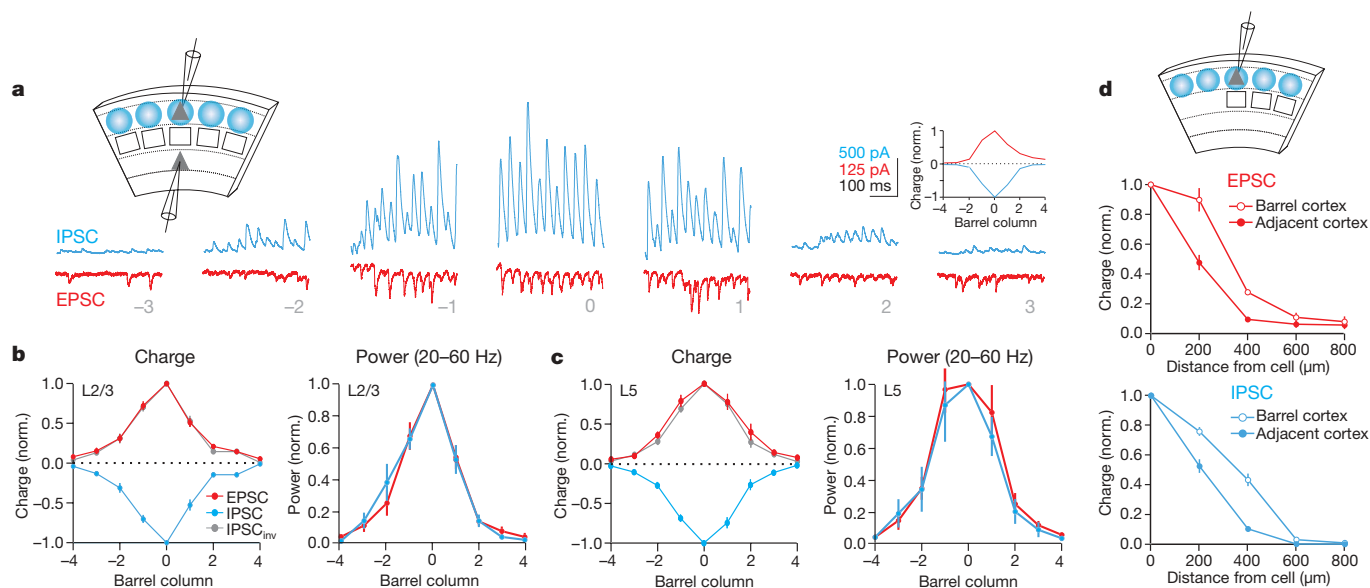 a
IPSC
EPSC
−3
−2
−1
0
1
2
3
500 pA
125 pA
100 ms
Charge (norm.)
1
0
−1
−4 −2 0 2 4
Barrel column
b
Charge
L2/3
Charge (norm.)
1.0
0.5
0.0
−0.5
−1.0
EPSC
IPSC
IPSCinv
−4 −2 0 2 4
Barrel column
Power (20–60 Hz)
L2/3
Power (norm.)
1.0
0.8
0.6
0.4
0.2
0.0
−4 −2 0 2 4
Barrel column
c
Charge
L5
Charge (norm.)
1.0
0.5
0.0
−0.5
−1.0
−4 −2 0 2 4
Barrel column
Power (20–60 Hz)
L5
Power (norm.)
1.0
0.8
0.6
0.4
0.2
0.0
−4 −2 0 2 4
Barrel column
d
EPSC
Barrel cortex
Adjacent cortex
Charge (norm.)
1.0
0.8
0.6
0.4
0.2
0.0
0 200 400 600 800
Distance from cell (μm)
IPSC
Barrel cortex
Adjacent cortex
Charge (norm.)
1.0
0.8
0.6
0.4
0.2
0
0 200 400 600 800
Distance from cell (μm)